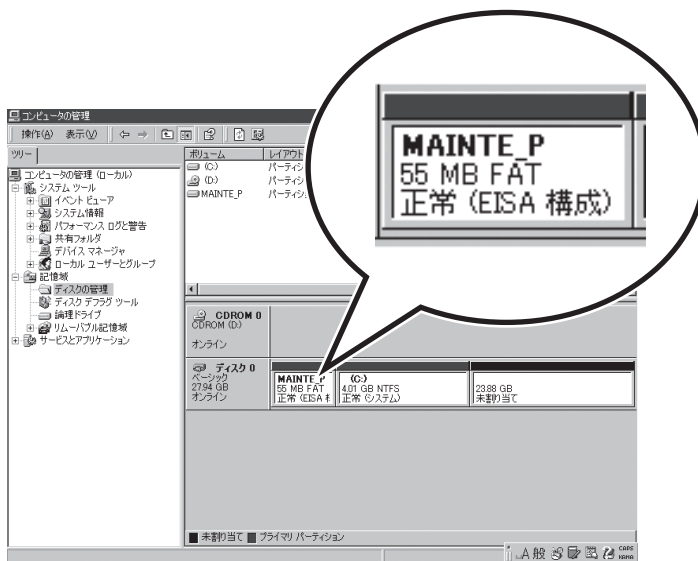 コンピュータの管理
操作(A) 表示(V)
ツリー
コンピュータの管理 (ローカル)
システム ツール
イベント ビューア
システム情報
パフォーマンス ログと警告
共有フォルダ
デバイス マネージャ
ローカル ユーザーとグループ
記憶域
ディスクの管理
ディスク デフラグ ツール
論理ドライブ
リムーバブル記憶域
サービスとアプリケーション
ボリューム レイアウト
(C:) パーティシ
(D:) パーティシ
MAINTE_P パーティシ
MAINTE_P
55 MB FAT
正常 (EISA 構成)
CDROM 0
CDROM (D:)
オンライン
ディスク 0
ベーシック
27.94 GB
オンライン
MAINTE_P
55 MB FAT
正常 (EISA 構
(C:)
4.01 GB NTFS
正常 (システム)
23.88 GB
未割り当て
未割り当て プライマリ パーティション
A 般 CAPS
KANA